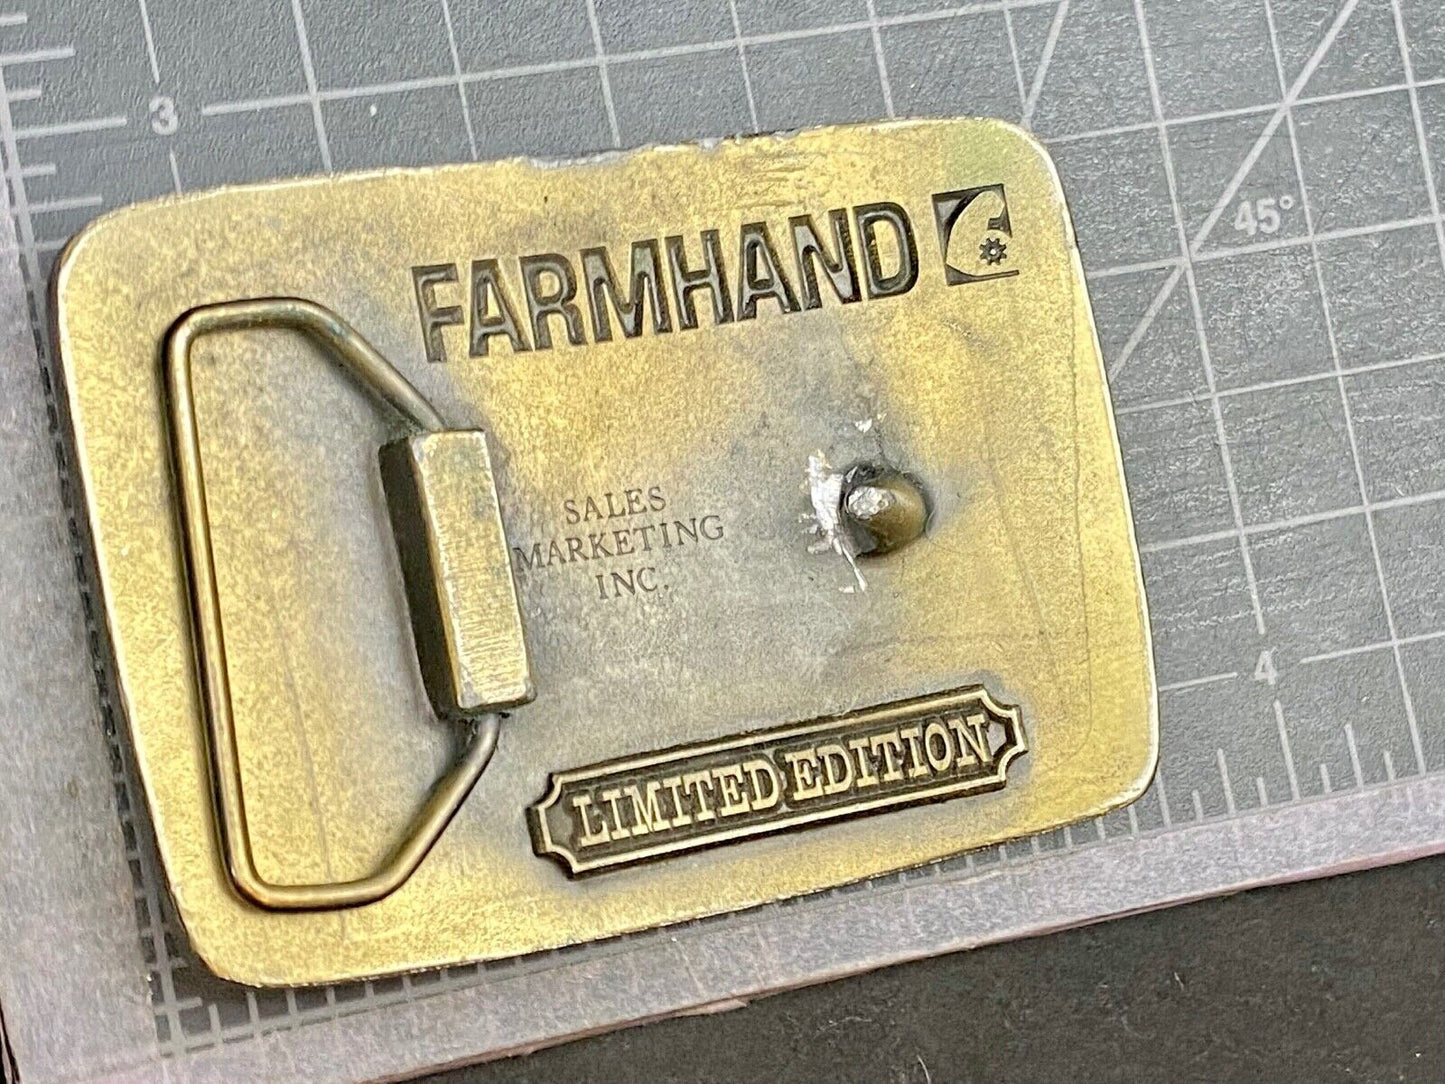 3
45°
FARMHAND
SALES
MARKETING
INC.
LIMITED EDITION
4